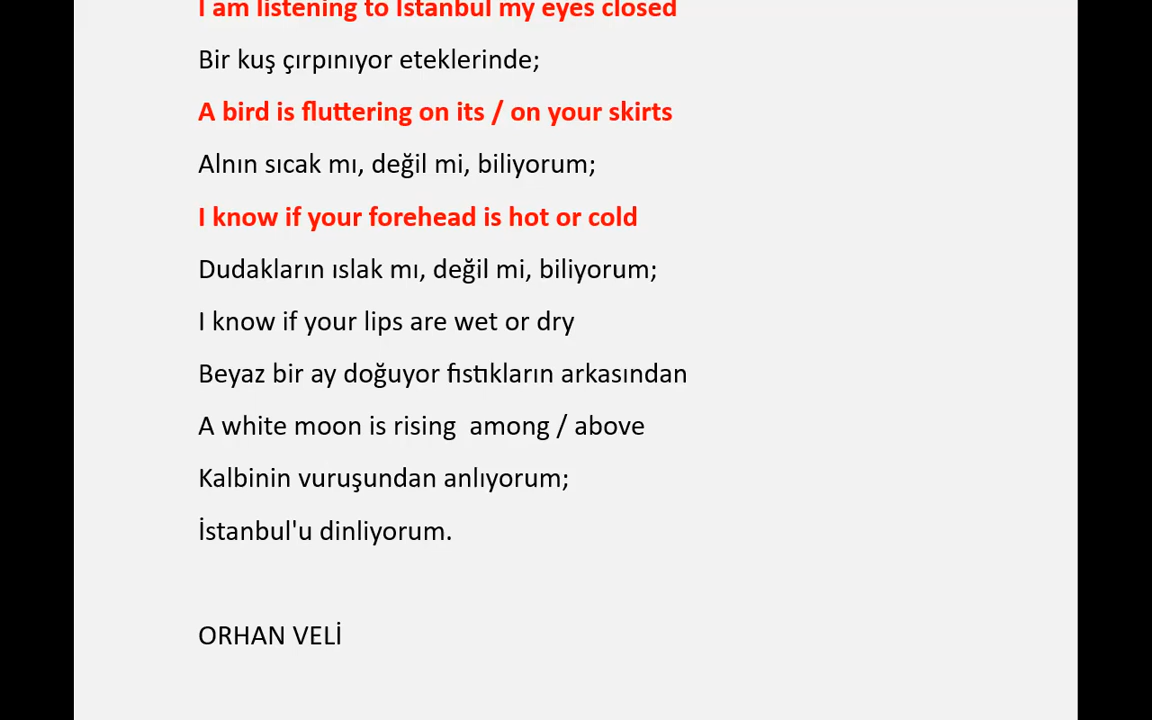 I am listening to Istanbul my eyes closed
Bir kuş çırpınıyor eteklerinde;
A bird is fluttering on its / on your skirts
Alnın sıcak mı, değil mi, biliyorum;
I know if your forehead is hot or cold
Dudakların ıslak mı, değil mi, biliyorum;
I know if your lips are wet or dry
Beyaz bir ay doğuyor fıstıkların arkasından
A white moon is rising  among / above
Kalbinin vuruşundan anlıyorum;
İstanbul'u dinliyorum.
ORHAN VELİ